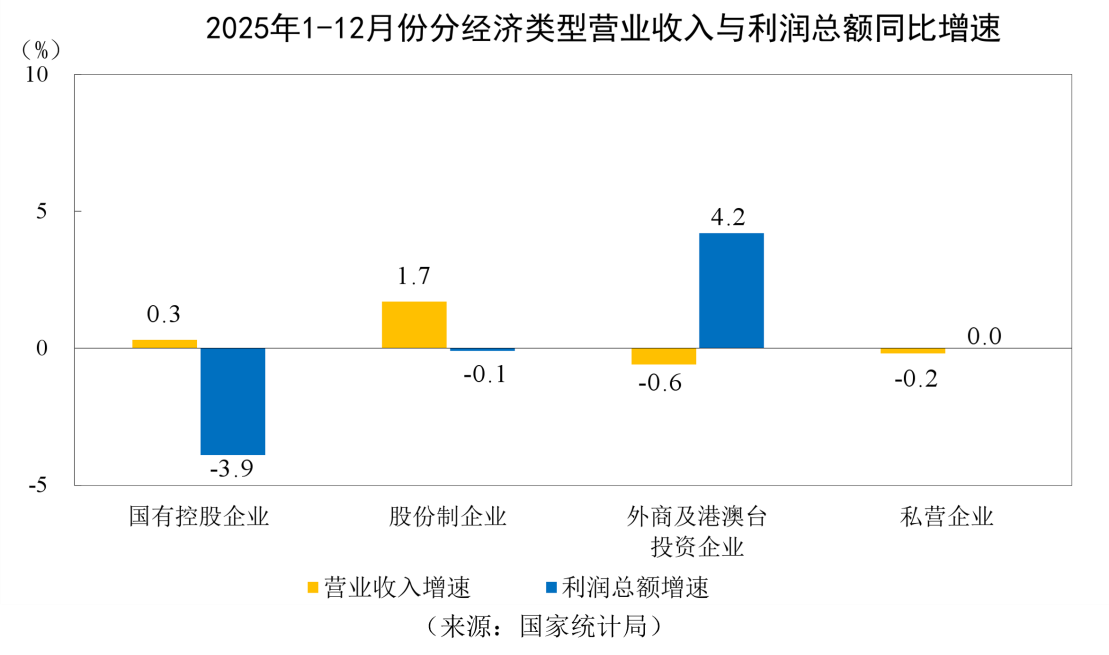 2025年1-12月份分经济类型营业收入与利润总额同比增速
（%）
10
5
0
-5
0.3
-3.9
1.7
-0.1
-0.6
4.2
-0.2
0.0
国有控股企业
股份制企业
外商及港澳台
投资企业
私营企业
营业收入增速 利润总额增速
（来源：国家统计局）